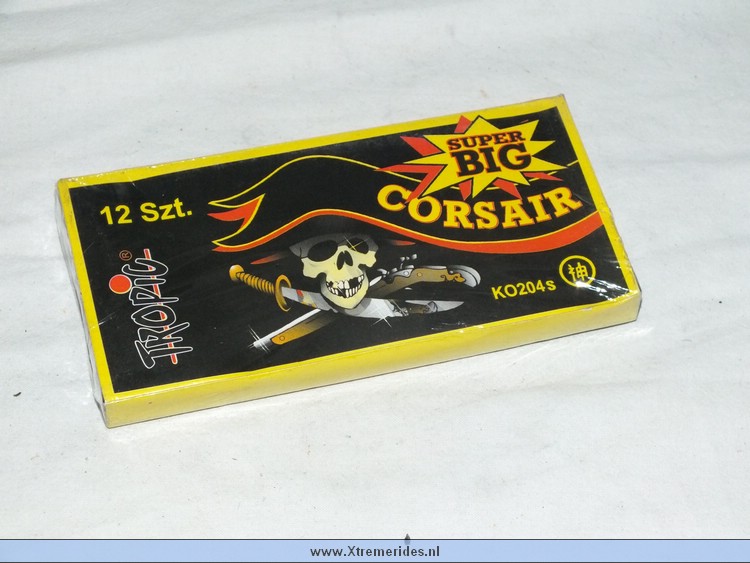 SUPER
BIG
CORSAIR
12 Szt.
TROPIC®
KO204s
神
www.Xtremerides.nl